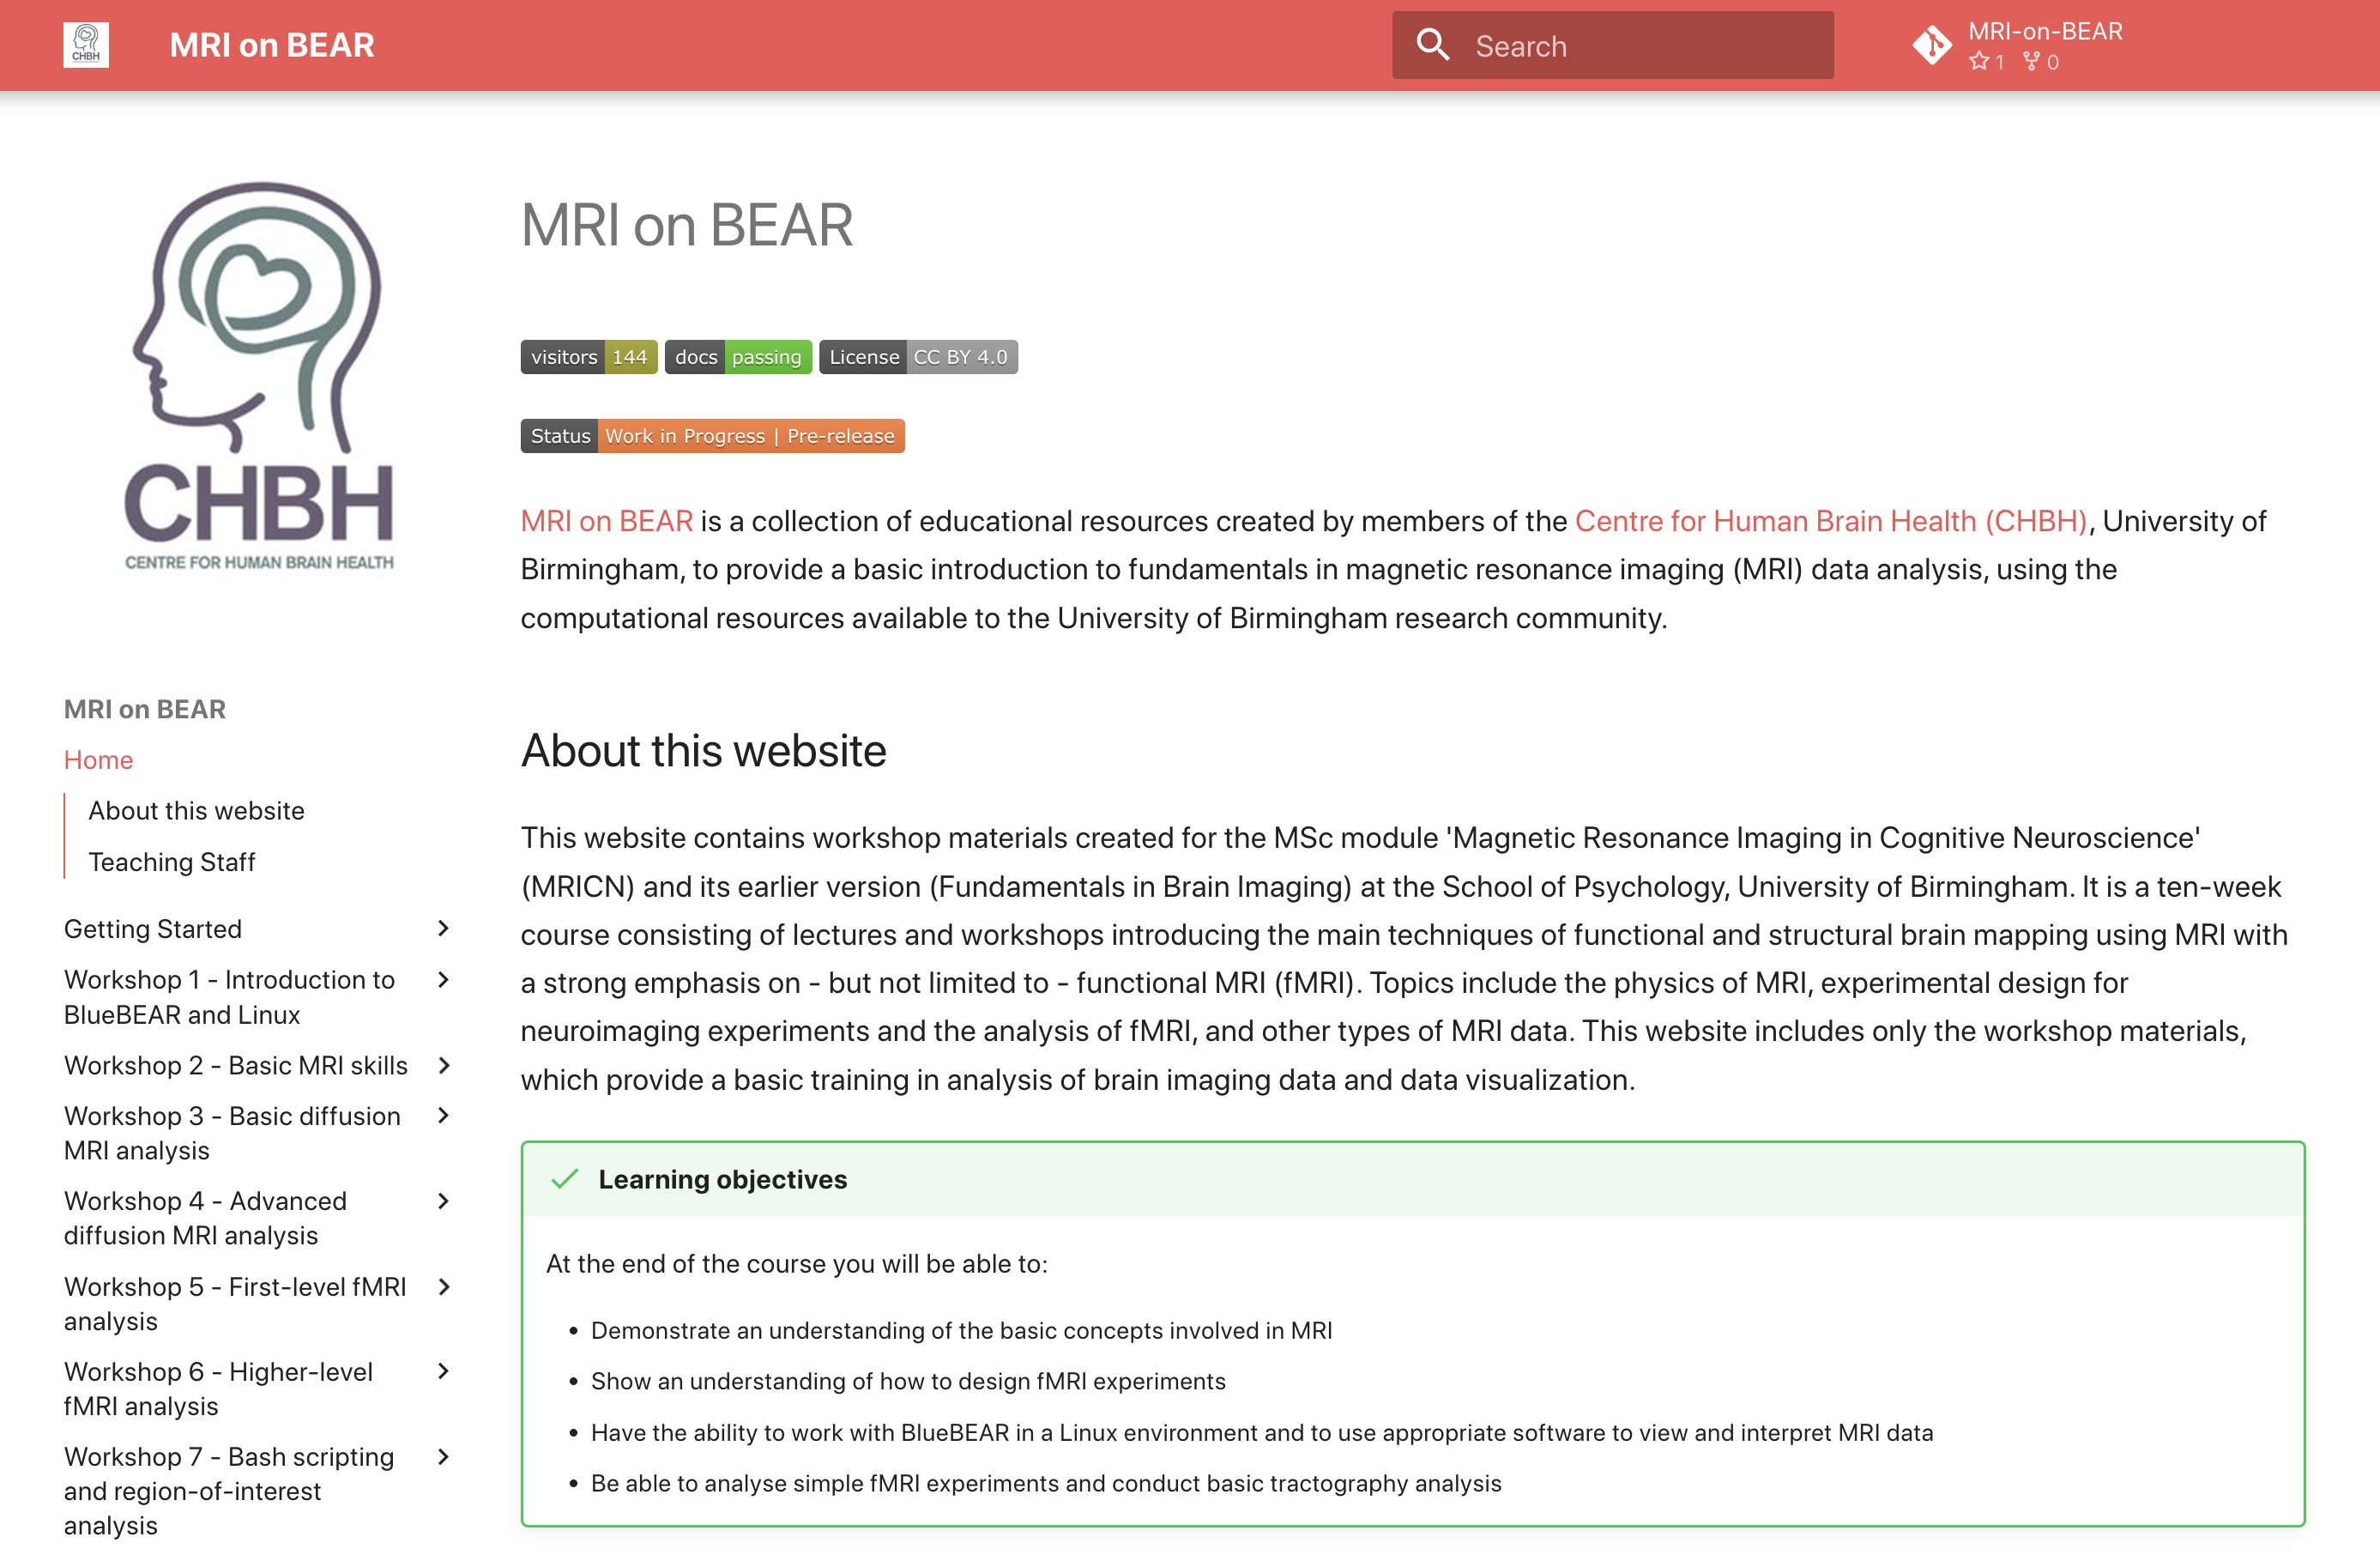 CHBH
MRI on BEAR
Search
MRI-on-BEAR
1 0
CHBH
CENTRE FOR HUMAN BRAIN HEALTH
MRI on BEAR
Home
About this website
Teaching Staff
Getting Started
Workshop 1 - Introduction to
BlueBEAR and Linux
Workshop 2 - Basic MRI skills
Workshop 3 - Basic diffusion
MRI analysis
Workshop 4 - Advanced
diffusion MRI analysis
Workshop 5 - First-level fMRI
analysis
Workshop 6 - Higher-level
fMRI analysis
Workshop 7 - Bash scripting
and region-of-interest
analysis
MRI on BEAR
visitors 144 docs passing License CC BY 4.0
Status Work in Progress | Pre-release
MRI on BEAR is a collection of educational resources created by members of the Centre for Human Brain Health (CHBH), University of
Birmingham, to provide a basic introduction to fundamentals in magnetic resonance imaging (MRI) data analysis, using the
computational resources available to the University of Birmingham research community.
About this website
This website contains workshop materials created for the MSc module 'Magnetic Resonance Imaging in Cognitive Neuroscience'
(MRICN) and its earlier version (Fundamentals in Brain Imaging) at the School of Psychology, University of Birmingham. It is a ten-week
course consisting of lectures and workshops introducing the main techniques of functional and structural brain mapping using MRI with
a strong emphasis on - but not limited to - functional MRI (fMRI). Topics include the physics of MRI, experimental design for
neuroimaging experiments and the analysis of fMRI, and other types of MRI data. This website includes only the workshop materials,
which provide a basic training in analysis of brain imaging data and data visualization.
Learning objectives
At the end of the course you will be able to:
• Demonstrate an understanding of the basic concepts involved in MRI
• Show an understanding of how to design fMRI experiments
• Have the ability to work with BlueBEAR in a Linux environment and to use appropriate software to view and interpret MRI data
• Be able to analyse simple fMRI experiments and conduct basic tractography analysis